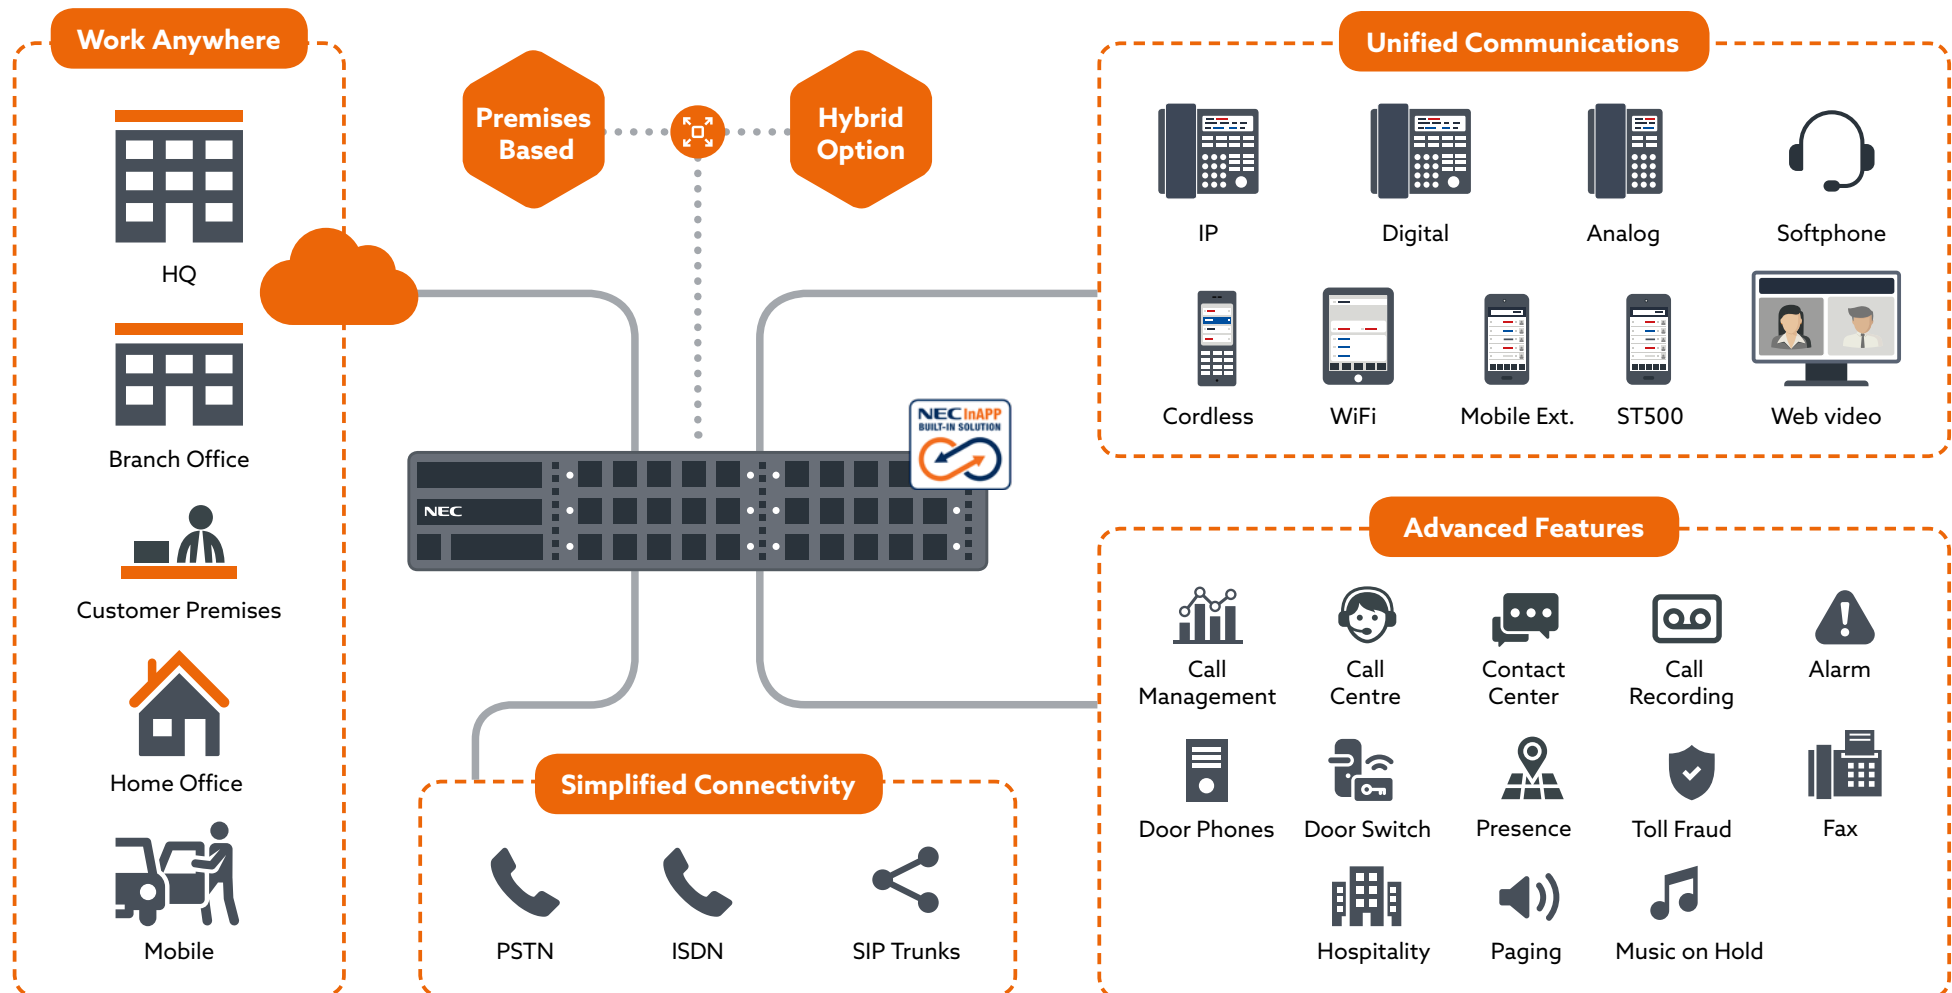 Work Anywhere
HQ
Branch Office
Customer Premises
Home Office
Mobile
Premises
Based
Hybrid
Option
NEC InAPP
BUILT-IN SOLUTION
NEC
Simplified Connectivity
PSTN
ISDN
SIP Trunks
Unified Communications
IP
Digital
Analog
Softphone
Cordless
WiFi
Mobile Ext.
ST500
Web video
Advanced Features
Call
Management
Call
Centre
Contact
Center
Call
Recording
Alarm
Door Phones
Door Switch
Presence
Toll Fraud
Fax
Hospitality
Paging
Music on Hold